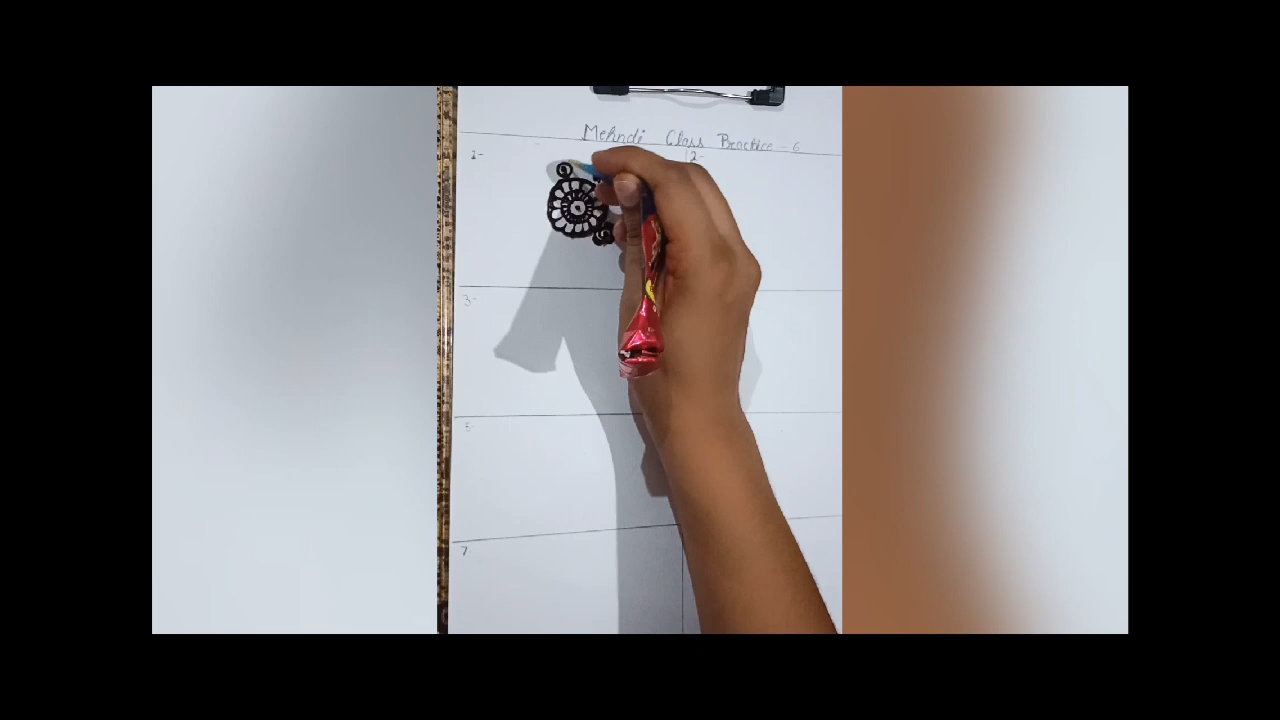 Mehndi Class Practice - 6
1- 2-
3-
5-
7